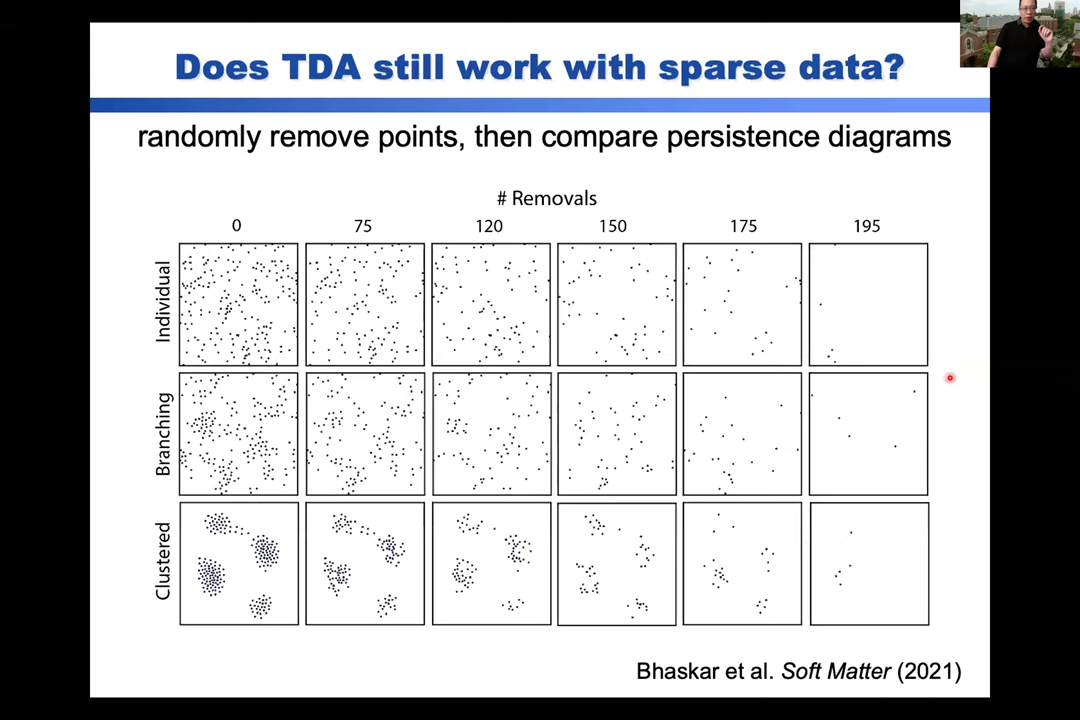 Does TDA still work with sparse data?
randomly remove points, then compare persistence diagrams
# Removals
0 75 120 150 175 195
Individual
Branching
Clustered
Bhaskar et al. Soft Matter (2021)